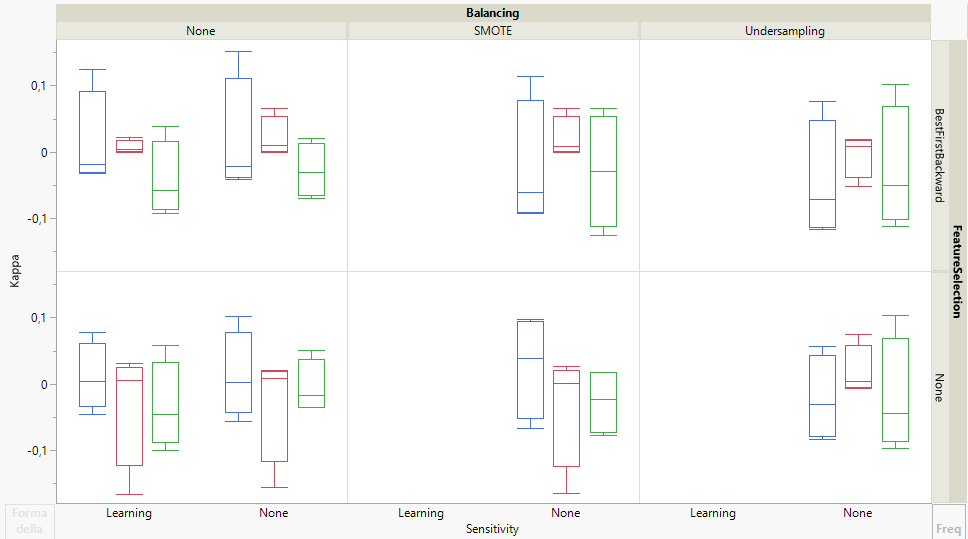 Balancing
None SMOTE Undersampling
0,1
0
-0,1
BestFirstBackward
Kappa
FeatureSelection
0,1
0
-0,1
None
Learning None Learning None Learning None
Sensitivity
Forma
della
Freq